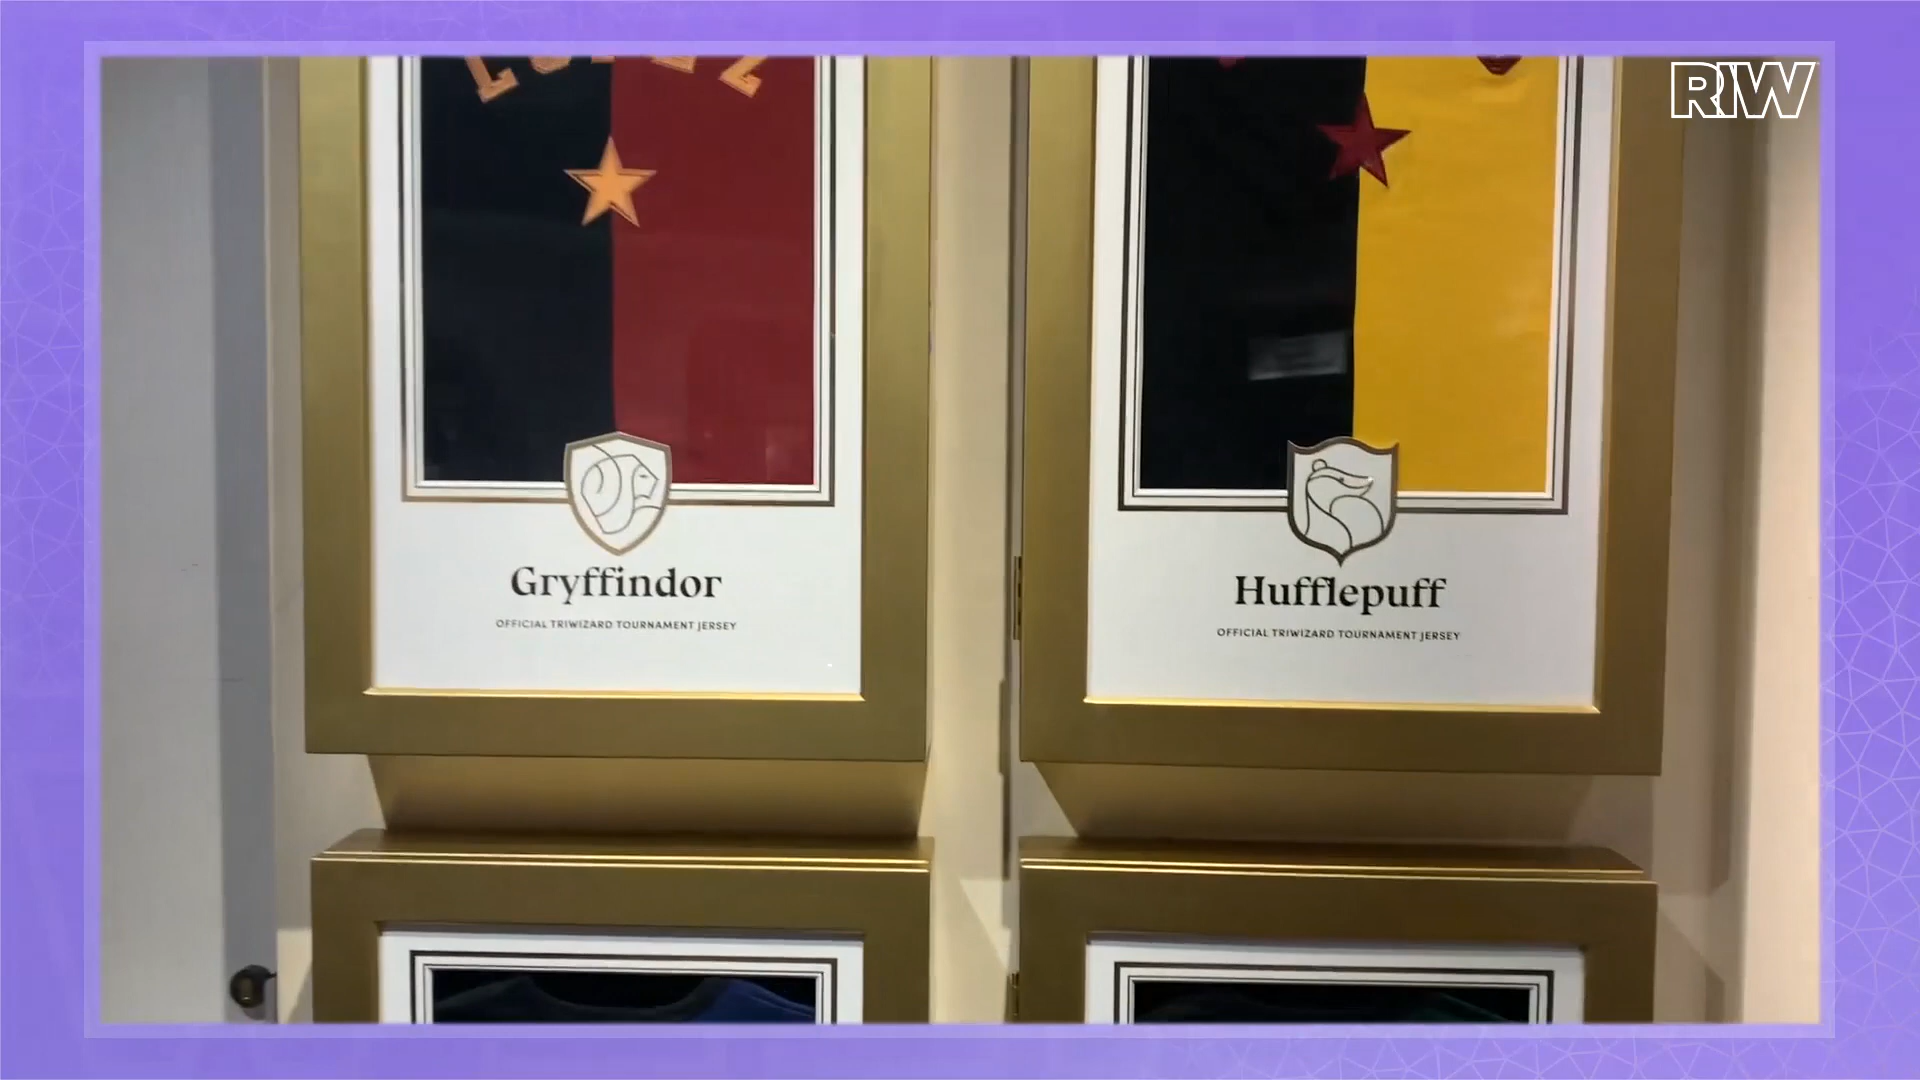 RIW
Gryffindor
OFFICIAL TRIWIZARD TOURNAMENT JERSEY
Hufflepuff
OFFICIAL TRIWIZARD TOURNAMENT JERSEY